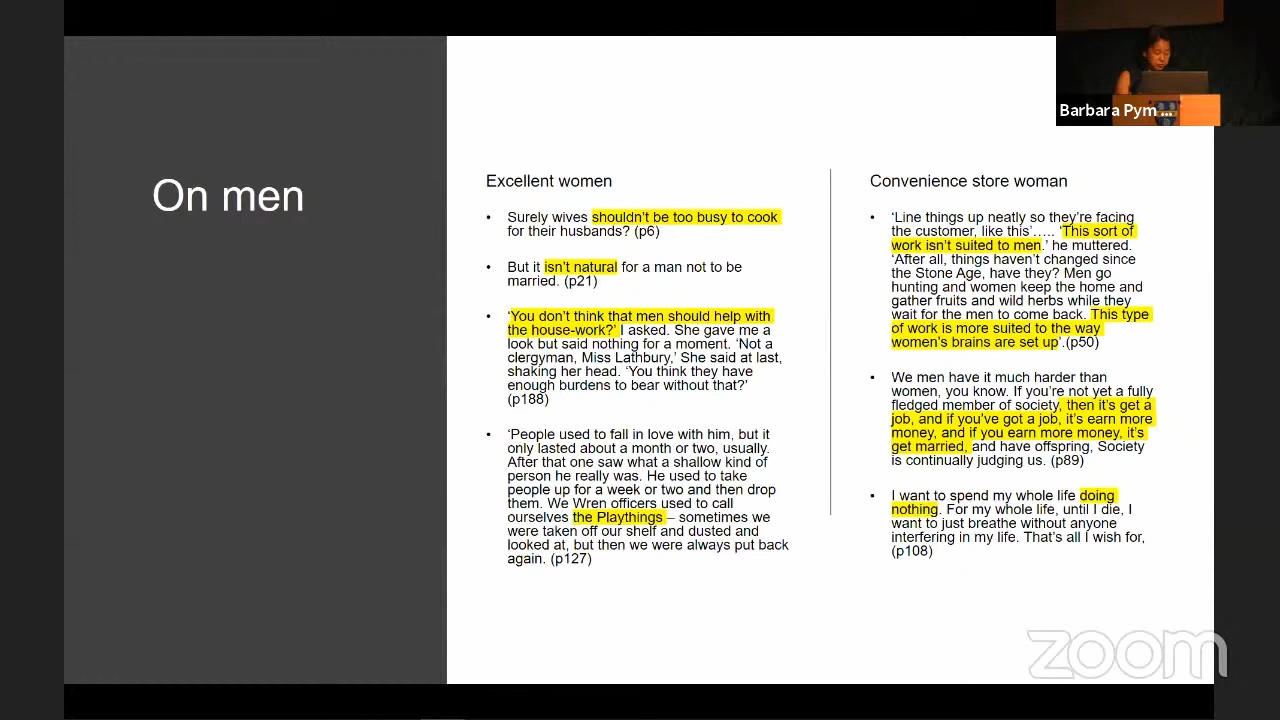 On men
Excellent women
• Surely wives shouldn't be too busy to cook
for their husbands? (p6)
• But it isn't natural for a man not to be
married. (p21)
• 'You don't think that men should help with
the house-work?' I asked. She gave me a
look but said nothing for a moment. 'Not a
clergyman, Miss Lathbury,' She said at last,
shaking her head. 'You think they have
enough burdens to bear without that?'
(p188)
• 'People used to fall in love with him, but it
only lasted about a month or two, usually.
After that one saw what a shallow kind of
person he really was. He used to take
people up for a week or two and then drop
them. We Wren officers used to call
ourselves the Playthings – sometimes we
were taken off our shelf and dusted and
looked at, but then we were always put back
again. (p127)
Convenience store woman
• 'Line things up neatly so they're facing
the customer, like this'….. 'This sort of
work isn't suited to men.' he muttered.
'After all, things haven't changed since
the Stone Age, have they? Men go
hunting and women keep the home and
gather fruits and wild herbs while they
wait for the men to come back. This type
of work is more suited to the way
women's brains are set up'.(p50)
• We men have it much harder than
women, you know. If you're not yet a fully
fledged member of society, then it's get a
job, and if you've got a job, it's earn more
money, and if you earn more money, it's
get married, and have offspring, Society
is continually judging us. (p89)
• I want to spend my whole life doing
nothing. For my whole life, until I die, I
want to just breathe without anyone
interfering in my life. That's all I wish for,
(p108)
Barbara Pym ...
zoom